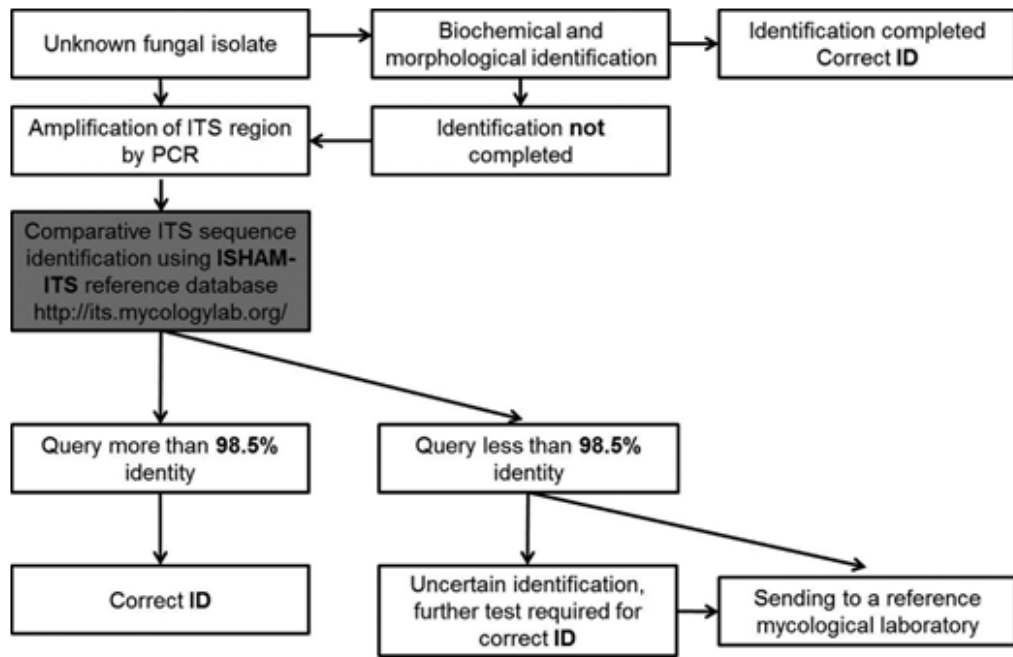 Unknown fungal isolate
Biochemical and
morphological identification
Identification completed
Correct ID
Amplification of ITS region
by PCR
Identification not
completed
Comparative ITS sequence
identification using ISHAM-
ITS reference database
http://its.mycologylab.org/
Query more than 98.5%
identity
Query less than 98.5%
identity
Correct ID
Uncertain identification,
further test required for
correct ID
Sending to a reference
mycological laboratory